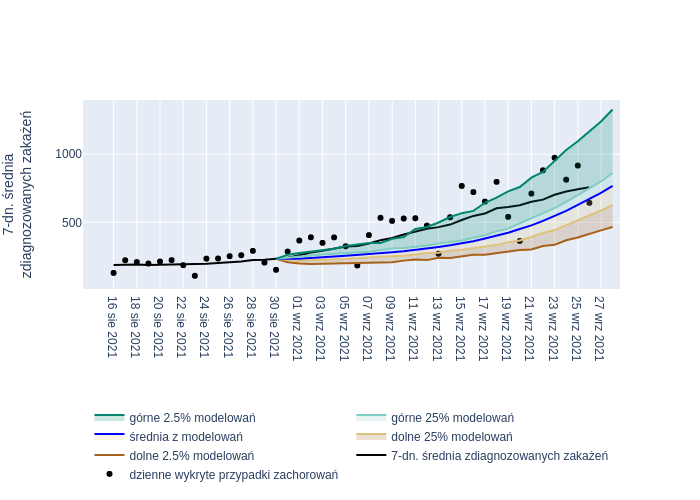 7-dn. średnia
zdiagnozowanych zakażeń
1000
500
16 sie 2021
18 sie 2021
20 sie 2021
22 sie 2021
24 sie 2021
26 sie 2021
28 sie 2021
30 sie 2021
01 wrz 2021
03 wrz 2021
05 wrz 2021
07 wrz 2021
09 wrz 2021
11 wrz 2021
13 wrz 2021
15 wrz 2021
17 wrz 2021
19 wrz 2021
21 wrz 2021
23 wrz 2021
25 wrz 2021
27 wrz 2021
górne 2.5% modelowań
górne 25% modelowań
średnia z modelowań
dolne 25% modelowań
dolne 2.5% modelowań
7-dn. średnia zdiagnozowanych zakażeń
dzienne wykryte przypadki zachorowań